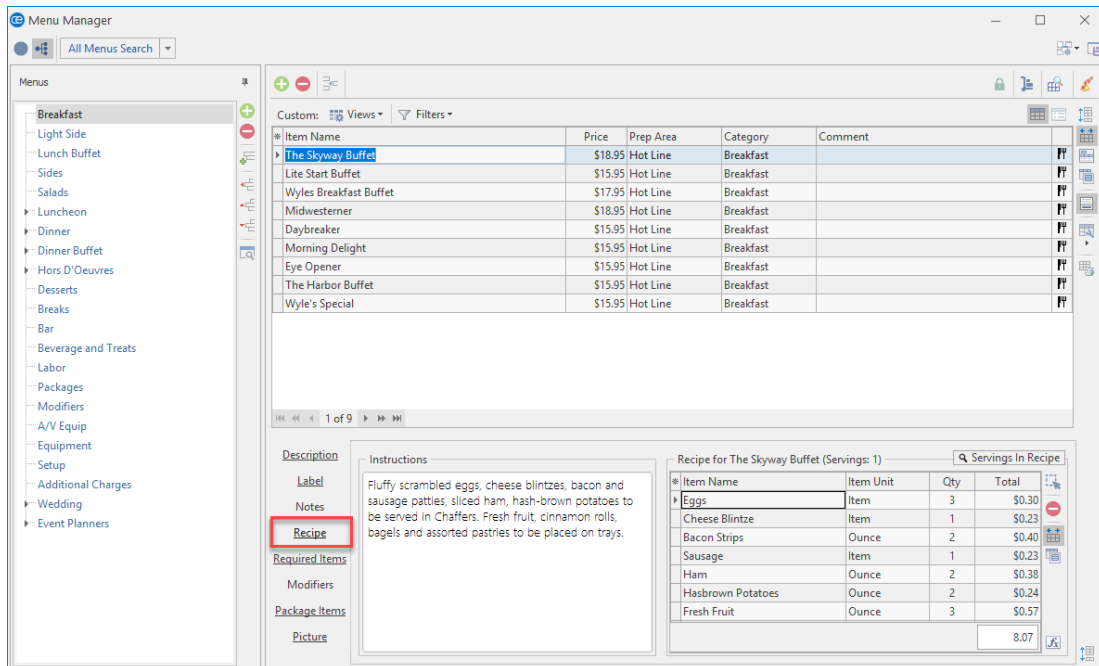 Menu Manager
All Menus Search
Menus
Breakfast
Light Side
Lunch Buffet
Sides
Salads
Luncheon
Dinner
Dinner Buffet
Hors D'Oeuvres
Desserts
Breaks
Bar
Beverage and Treats
Labor
Packages
Modifiers
A/V Equip
Equipment
Setup
Additional Charges
Wedding
Event Planners
Custom: Views Filters
Item Name Price Prep Area Category Comment
The Skyway Buffet $18.95 Hot Line Breakfast
Lite Start Buffet $15.95 Hot Line Breakfast
Wyles Breakfast Buffet $17.95 Hot Line Breakfast
Midwesterner $18.95 Hot Line Breakfast
Daybreaker $15.95 Hot Line Breakfast
Morning Delight $15.95 Hot Line Breakfast
Eye Opener $15.95 Hot Line Breakfast
The Harbor Buffet $15.95 Hot Line Breakfast
Wyle's Special $15.95 Hot Line Breakfast
1 of 9
Description
Label
Notes
Recipe
Required Items
Modifiers
Package Items
Picture
Instructions
Fluffy scrambled eggs, cheese blintzes, bacon and
sausage patties, sliced ham, hash-brown potatoes to
be served in Chaffers. Fresh fruit, cinnamon rolls,
bagels and assorted pastries to be placed on trays.
Recipe for The Skyway Buffet (Servings: 1) Servings In Recipe
Item Name Item Unit Qty Total
Eggs Item 3 $0.30
Cheese Blintze Item 1 $0.23
Bacon Strips Ounce 2 $0.40
Sausage Item 1 $0.23
Ham Ounce 2 $0.38
Hasbrown Potatoes Ounce 2 $0.24
Fresh Fruit Ounce 3 $0.57
8.07
fx